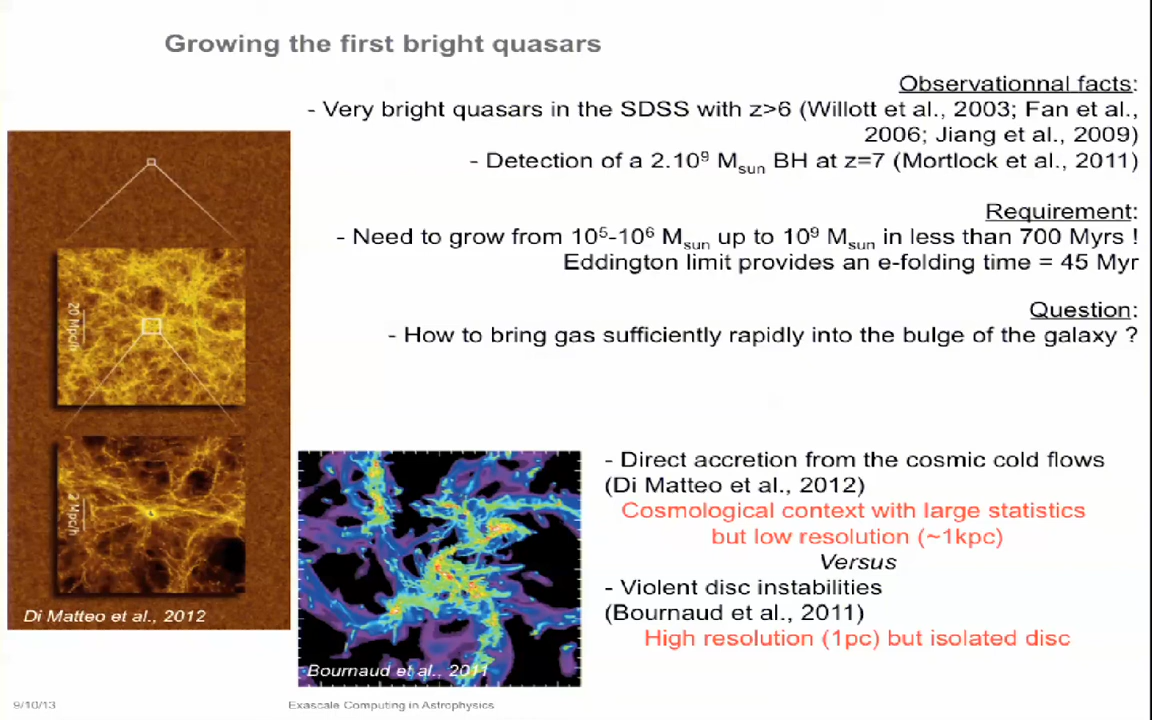 Growing the first bright quasars
Observationnal facts:
- Very bright quasars in the SDSS with z>6 (Willott et al., 2003; Fan et al.,
2006; Jiang et al., 2009)
- Detection of a 2.10⁹ Msun BH at z=7 (Mortlock et al., 2011)
Requirement:
- Need to grow from 10⁵-10⁶ Msun up to 10⁹ Msun in less than 700 Myrs !
Eddington limit provides an e-folding time = 45 Myr
Question:
- How to bring gas sufficiently rapidly into the bulge of the galaxy ?
20 Mpc/h
2 Mpc/h
Di Matteo et al., 2012
Bournaud et al., 2011
- Direct accretion from the cosmic cold flows
(Di Matteo et al., 2012)
Cosmological context with large statistics
but low resolution (~1kpc)
Versus
- Violent disc instabilities
(Bournaud et al., 2011)
High resolution (1pc) but isolated disc
9/10/13
Exascale Computing in Astrophysics